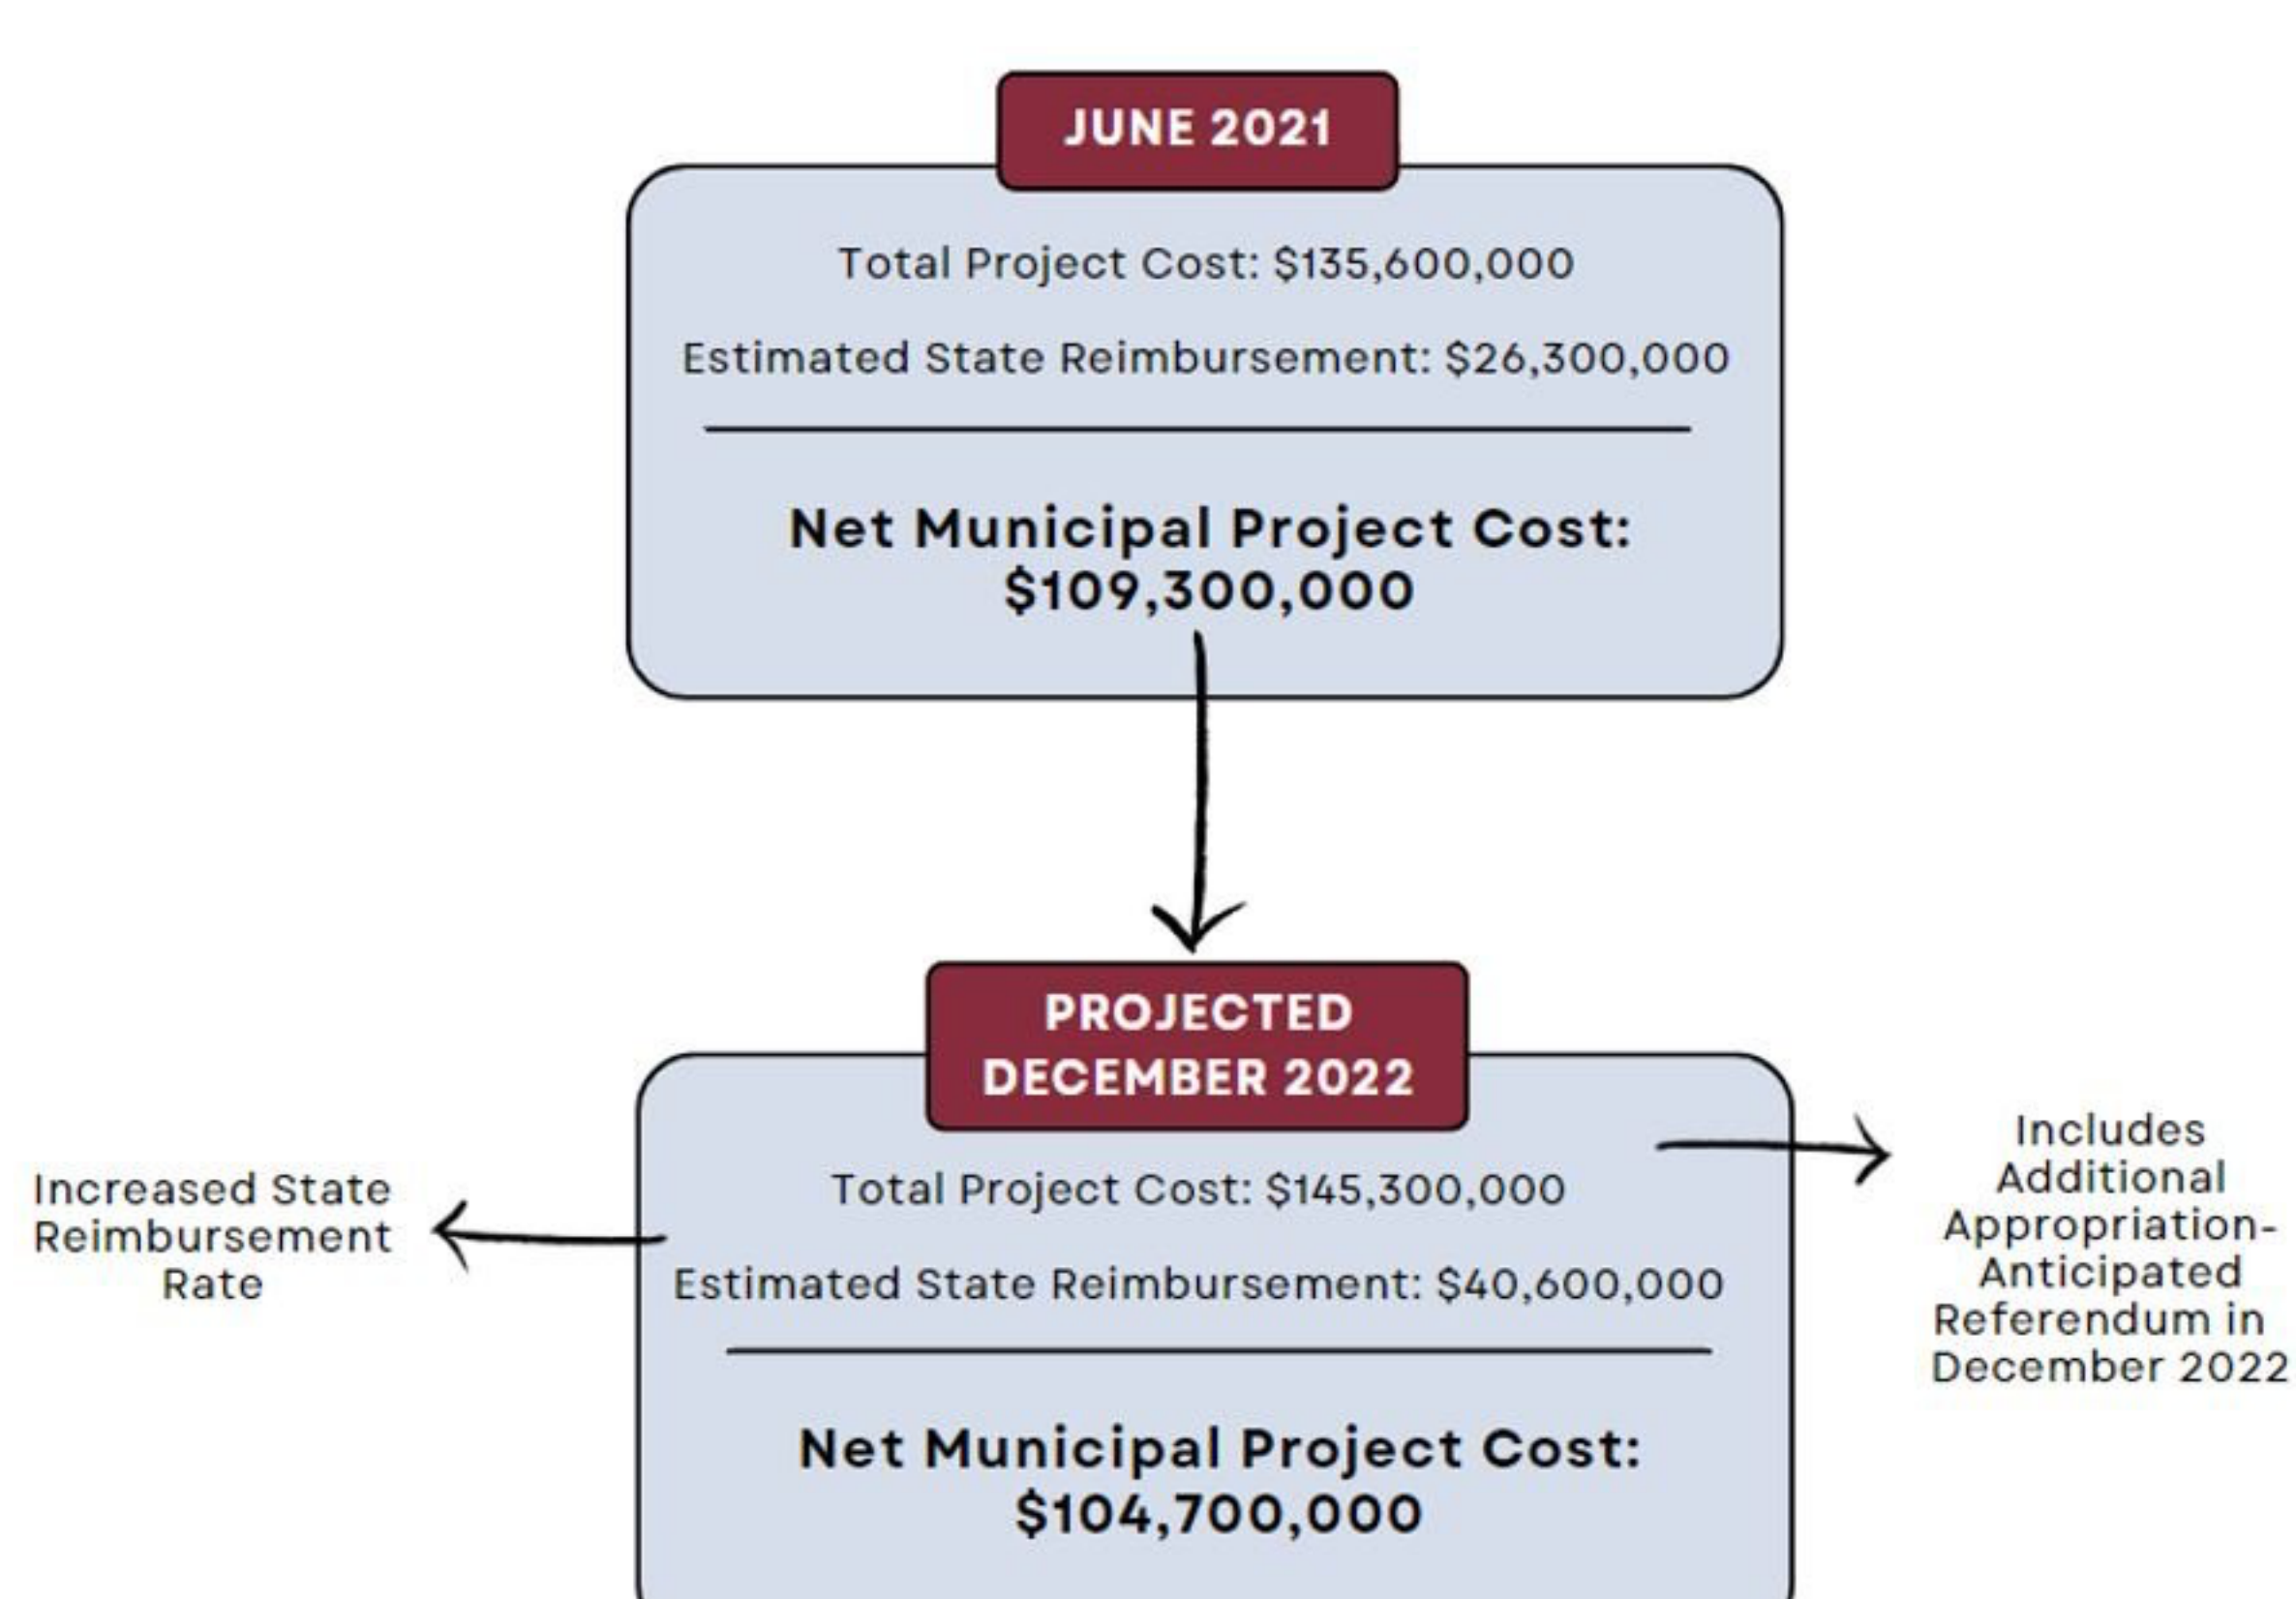 JUNE 2021
Total Project Cost: $135,600,000
Estimated State Reimbursement: $26,300,000
Net Municipal Project Cost:
$109,300,000
PROJECTED
DECEMBER 2022
Total Project Cost: $145,300,000
Estimated State Reimbursement: $40,600,000
Net Municipal Project Cost:
$104,700,000
Increased State
Reimbursement
Rate
Includes
Additional
Appropriation-
Anticipated
Referendum in
December 2022